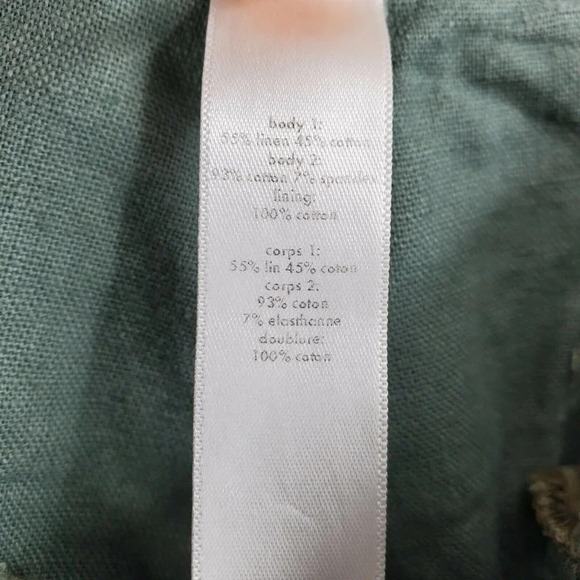 body 1:
55% linen 45% cotton
body 2:
93% cotton 7% spandex
lining:
100% cotton
corps 1:
55% lin 45% coton
corps 2:
93% coton
7% elasthanne
doublure:
100% coton